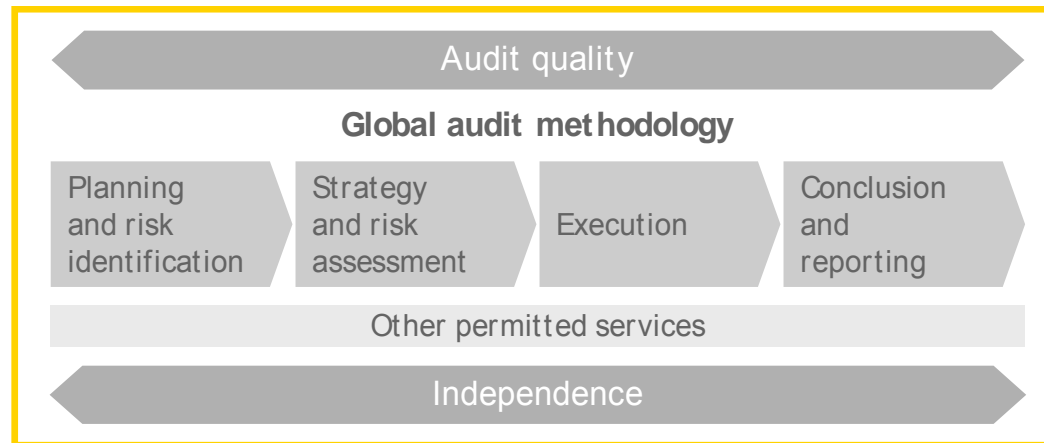 Audit quality
Global audit methodology
Planning
and risk
identification
Strategy
and risk
assessment
Execution
Conclusion
and
reporting
Other permitted services
Independence